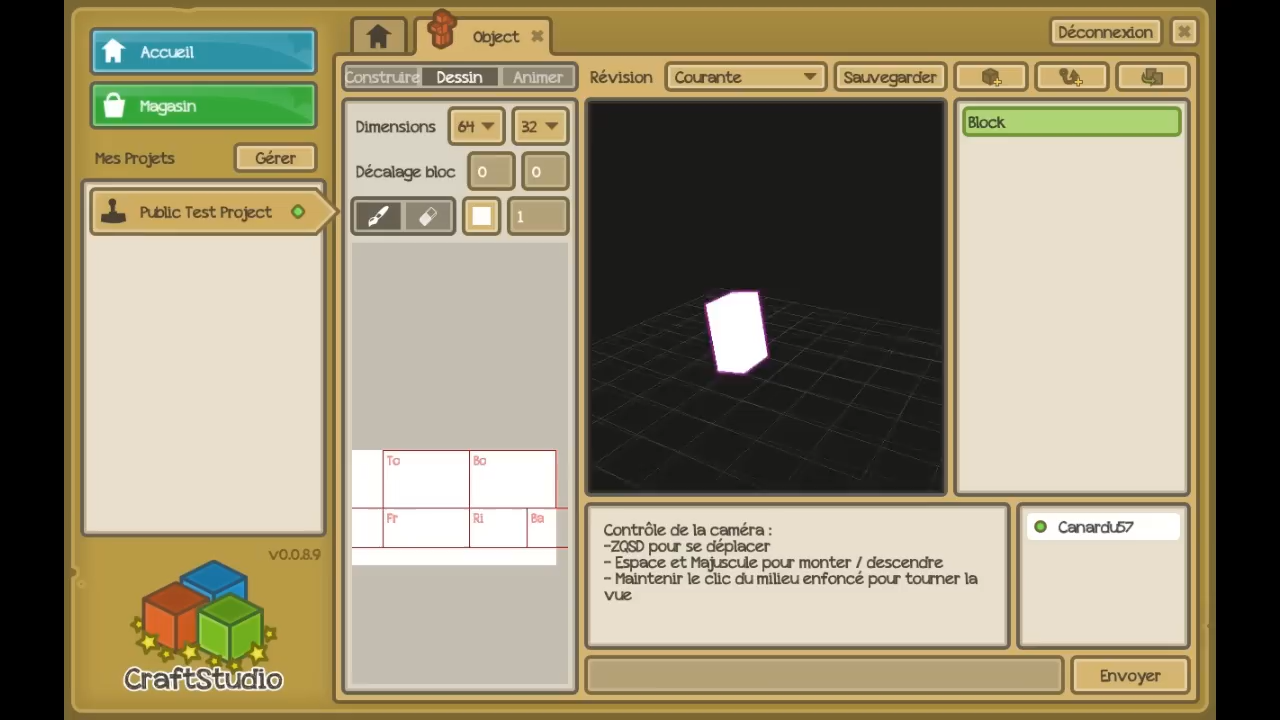 Accueil
Magasin
Mes Projets
Gérer
Public Test Project
v0.0.8.9
CraftStudio
Object
Déconnexion
Construire
Dessin
Animer
Révision
Courante
Sauvegarder
Dimensions
64
32
Décalage bloc
0
0
1
To
Bo
Fr
Ri
Ba
Block
Contrôle de la caméra :
-ZQSD pour se déplacer
- Espace et Majuscule pour monter / descendre
- Maintenir le clic du milieu enfoncé pour tourner la
vue
Canardu57
Envoyer